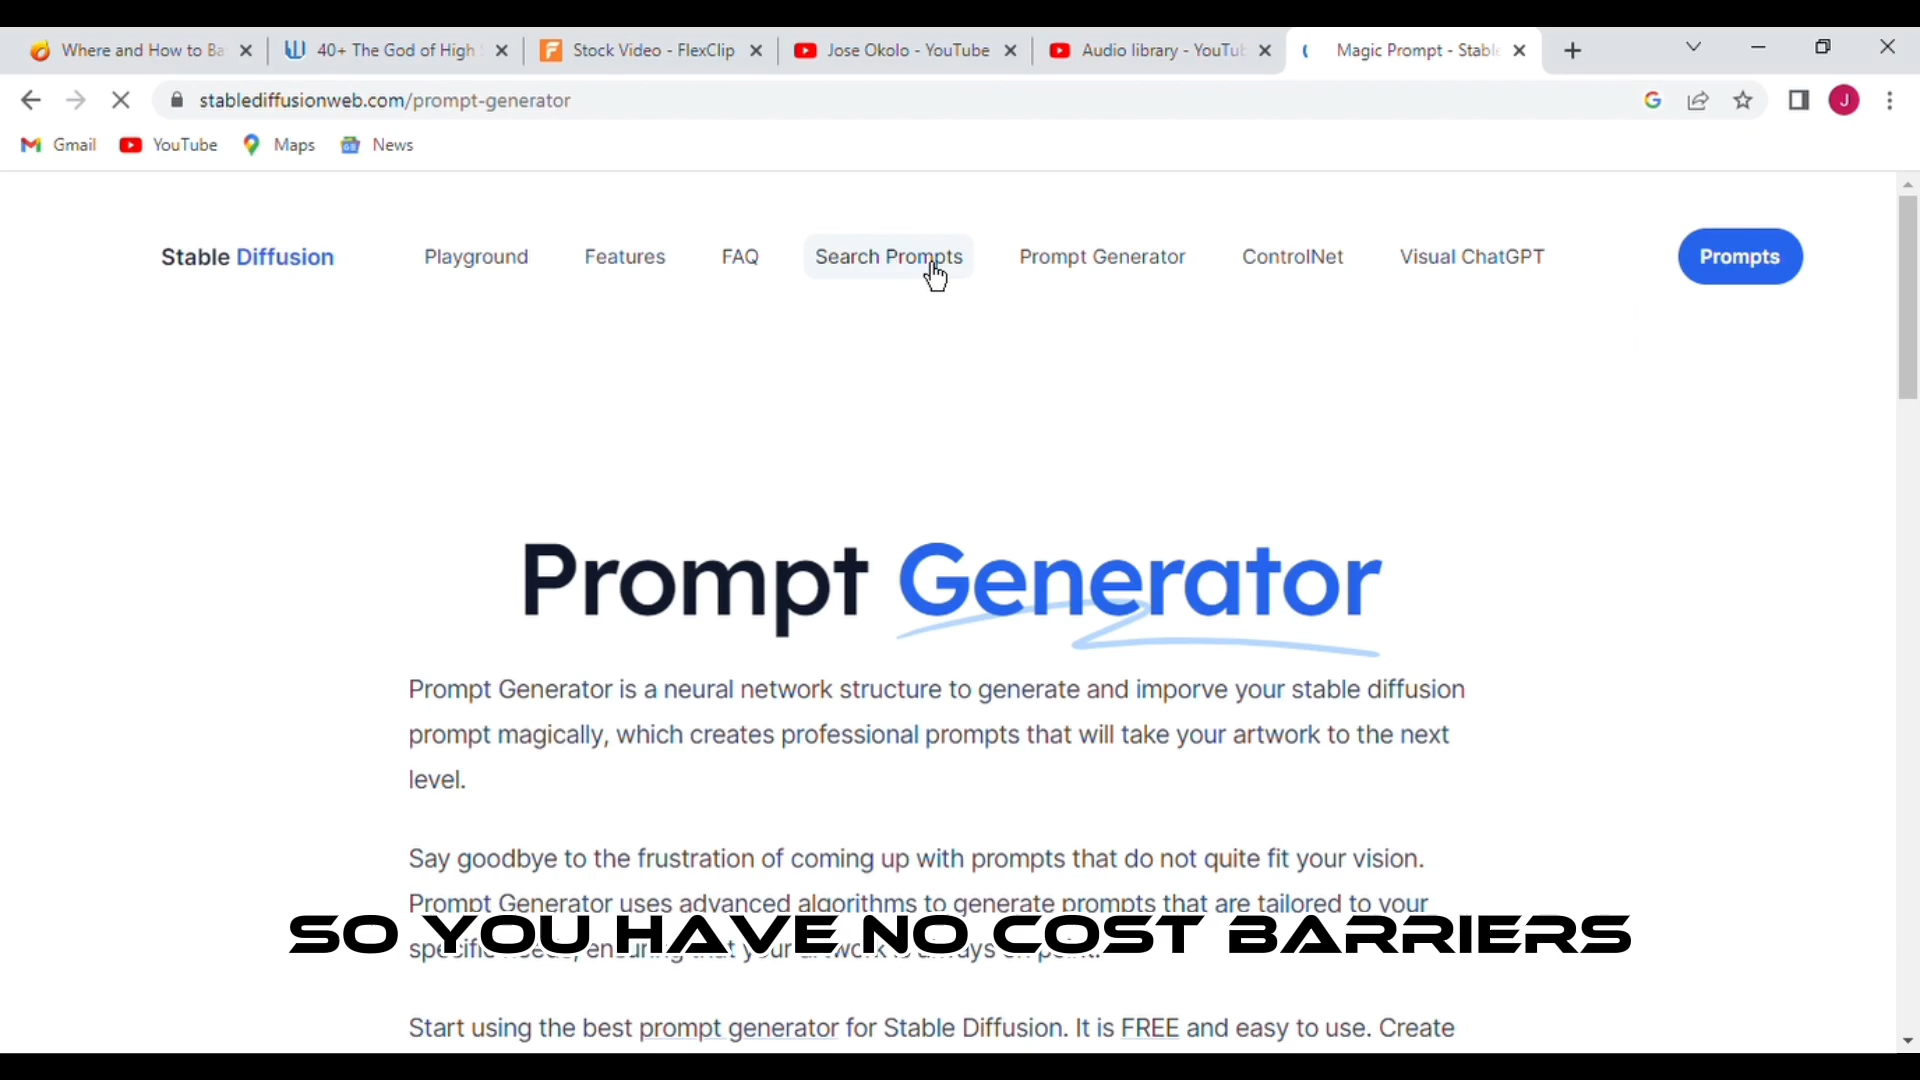 Where and How to Ba
40+ The God of High
Stock Video - FlexClip
Jose Okolo - YouTube
Audio library - YouTub
Magic Prompt - Stable
stablediffusionweb.com/prompt-generator
J
Gmail
YouTube
Maps
News
Stable Diffusion
Playground
Features
FAQ
Search Prompts
Prompt Generator
ControlNet
Visual ChatGPT
Prompts
Prompt Generator
Prompt Generator is a neural network structure to generate and imporve your stable diffusion
prompt magically, which creates professional prompts that will take your artwork to the next
level.
Say goodbye to the frustration of coming up with prompts that do not quite fit your vision.
Prompt Generator uses advanced algorithms to generate prompts that are tailored to your
SO YOU HAVE NO COST BARRIERS
Start using the best prompt generator for Stable Diffusion. It is FREE and easy to use. Create